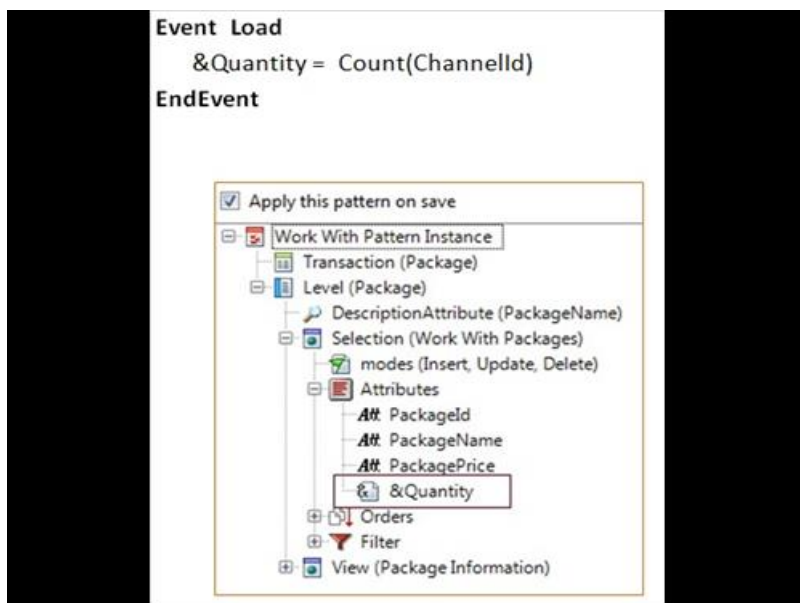 Event Load
&Quantity = Count(ChannelId)
EndEvent
Apply this pattern on save
Work With Pattern Instance
Transaction (Package)
Level (Package)
DescriptionAttribute (PackageName)
Selection (Work With Packages)
modes (Insert, Update, Delete)
Attributes
Att PackageId
Att PackageName
Att PackagePrice
& &Quantity
Orders
Filter
View (Package Information)